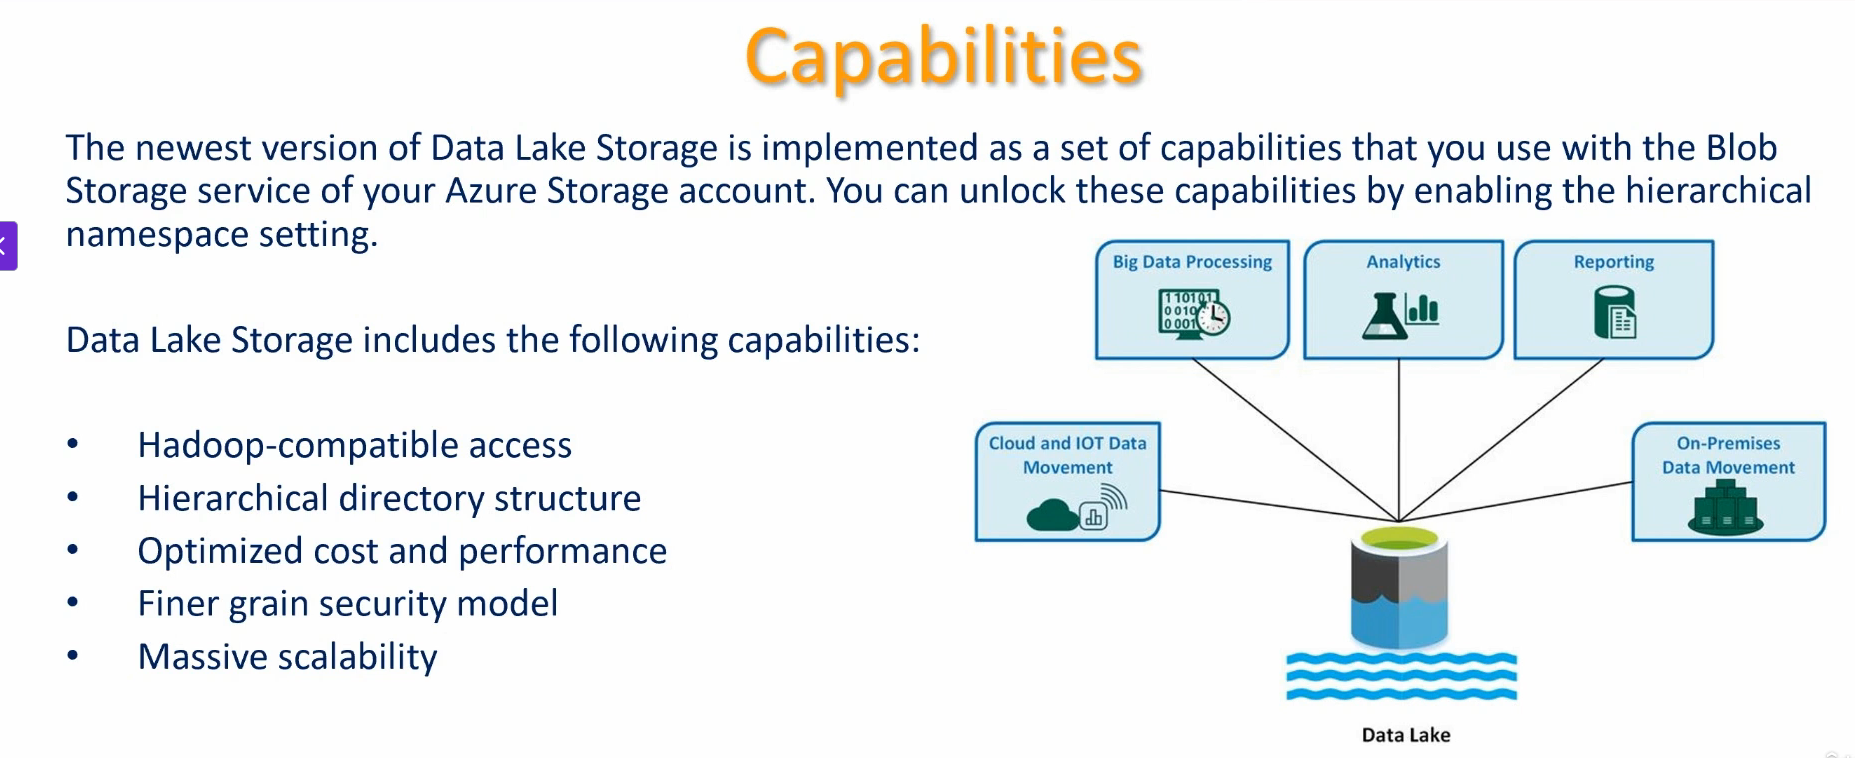 Capabilities
The newest version of Data Lake Storage is implemented as a set of capabilities that you use with the Blob
Storage service of your Azure Storage account. You can unlock these capabilities by enabling the hierarchical
namespace setting.
Data Lake Storage includes the following capabilities:
• Hadoop-compatible access
• Hierarchical directory structure
• Optimized cost and performance
• Finer grain security model
• Massive scalability
Big Data Processing
110101
0010
0001
Analytics
Reporting
Cloud and IOT Data
Movement
On-Premises
Data Movement
Data Lake